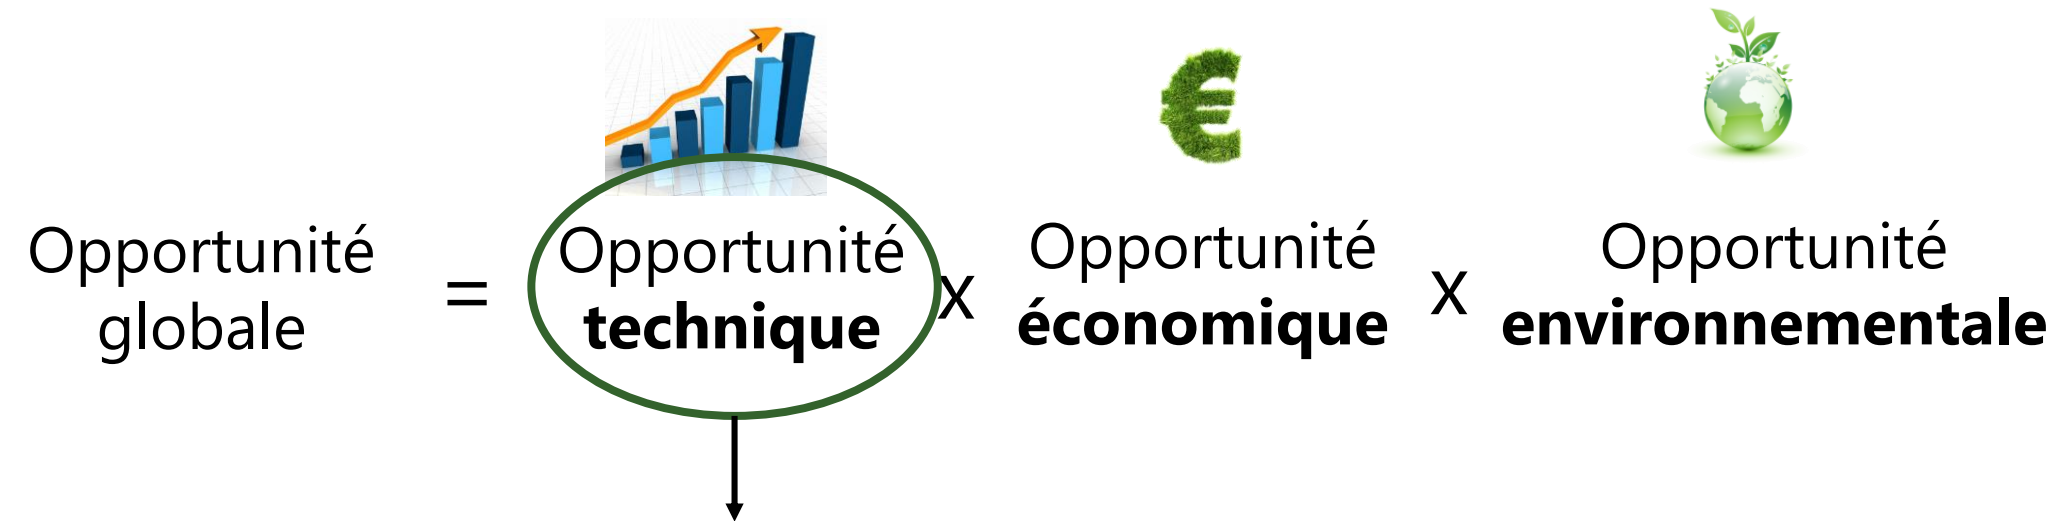 €
Opportunité
globale
=
Opportunité
technique
x
Opportunité
économique
x
Opportunité
environnementale